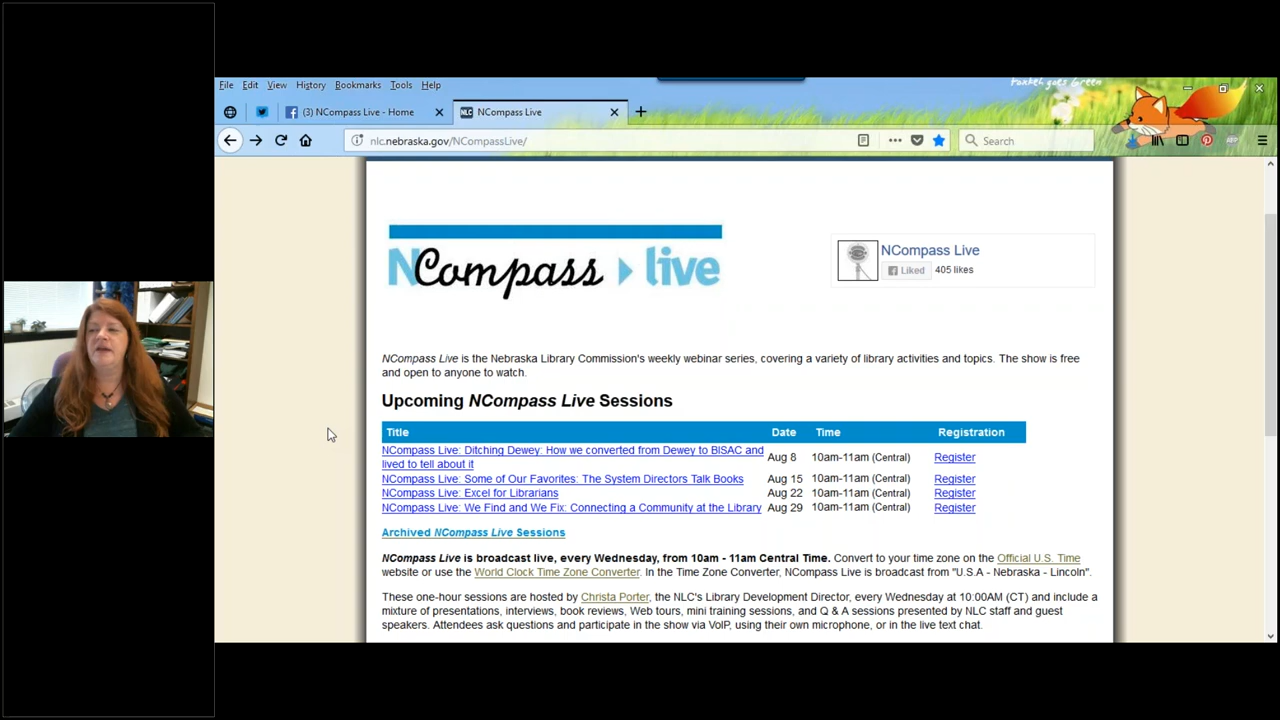 Foxkeh goes Green
File Edit View History Bookmarks Tools Help
(3) NCompass Live - Home
NLC NCompass Live
nlc.nebraska.gov/NCompassLive/
Search
NCompass live
NCompass Live
Liked 405 likes
NCompass Live is the Nebraska Library Commission's weekly webinar series, covering a variety of library activities and topics. The show is free
and open to anyone to watch.
Upcoming NCompass Live Sessions
Title Date Time Registration
NCompass Live: Ditching Dewey: How we converted from Dewey to BISAC and
lived to tell about it Aug 8 10am-11am (Central) Register
NCompass Live: Some of Our Favorites: The System Directors Talk Books Aug 15 10am-11am (Central) Register
NCompass Live: Excel for Librarians Aug 22 10am-11am (Central) Register
NCompass Live: We Find and We Fix: Connecting a Community at the Library Aug 29 10am-11am (Central) Register
Archived NCompass Live Sessions
NCompass Live is broadcast live, every Wednesday, from 10am - 11am Central Time. Convert to your time zone on the Official U.S. Time
website or use the World Clock Time Zone Converter. In the Time Zone Converter, NCompass Live is broadcast from "U.S.A - Nebraska - Lincoln".
These one-hour sessions are hosted by Christa Porter, the NLC's Library Development Director, every Wednesday at 10:00AM (CT) and include a
mixture of presentations, interviews, book reviews, Web tours, mini training sessions, and Q & A sessions presented by NLC staff and guest
speakers. Attendees ask questions and participate in the show via VoIP, using their own microphone, or in the live text chat.